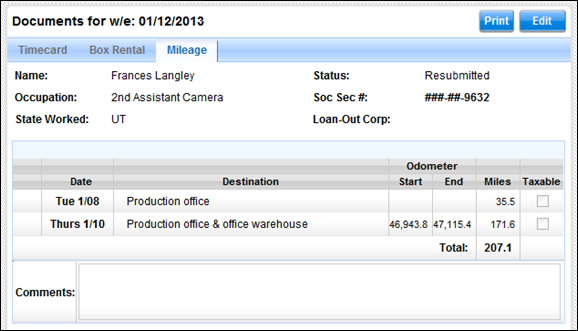 Documents for w/e: 01/12/2013 Print Edit
Timecard Box Rental Mileage
Name: Frances Langley Status: Resubmitted
Occupation: 2nd Assistant Camera Soc Sec #: ###-##-9632
State Worked: UT Loan-Out Corp:
Odometer
Date Destination Start End Miles Taxable
Tue 1/08 Production office 35.5
Thurs 1/10 Production office & office warehouse 46,943.8 47,115.4 171.6
Total: 207.1
Comments: